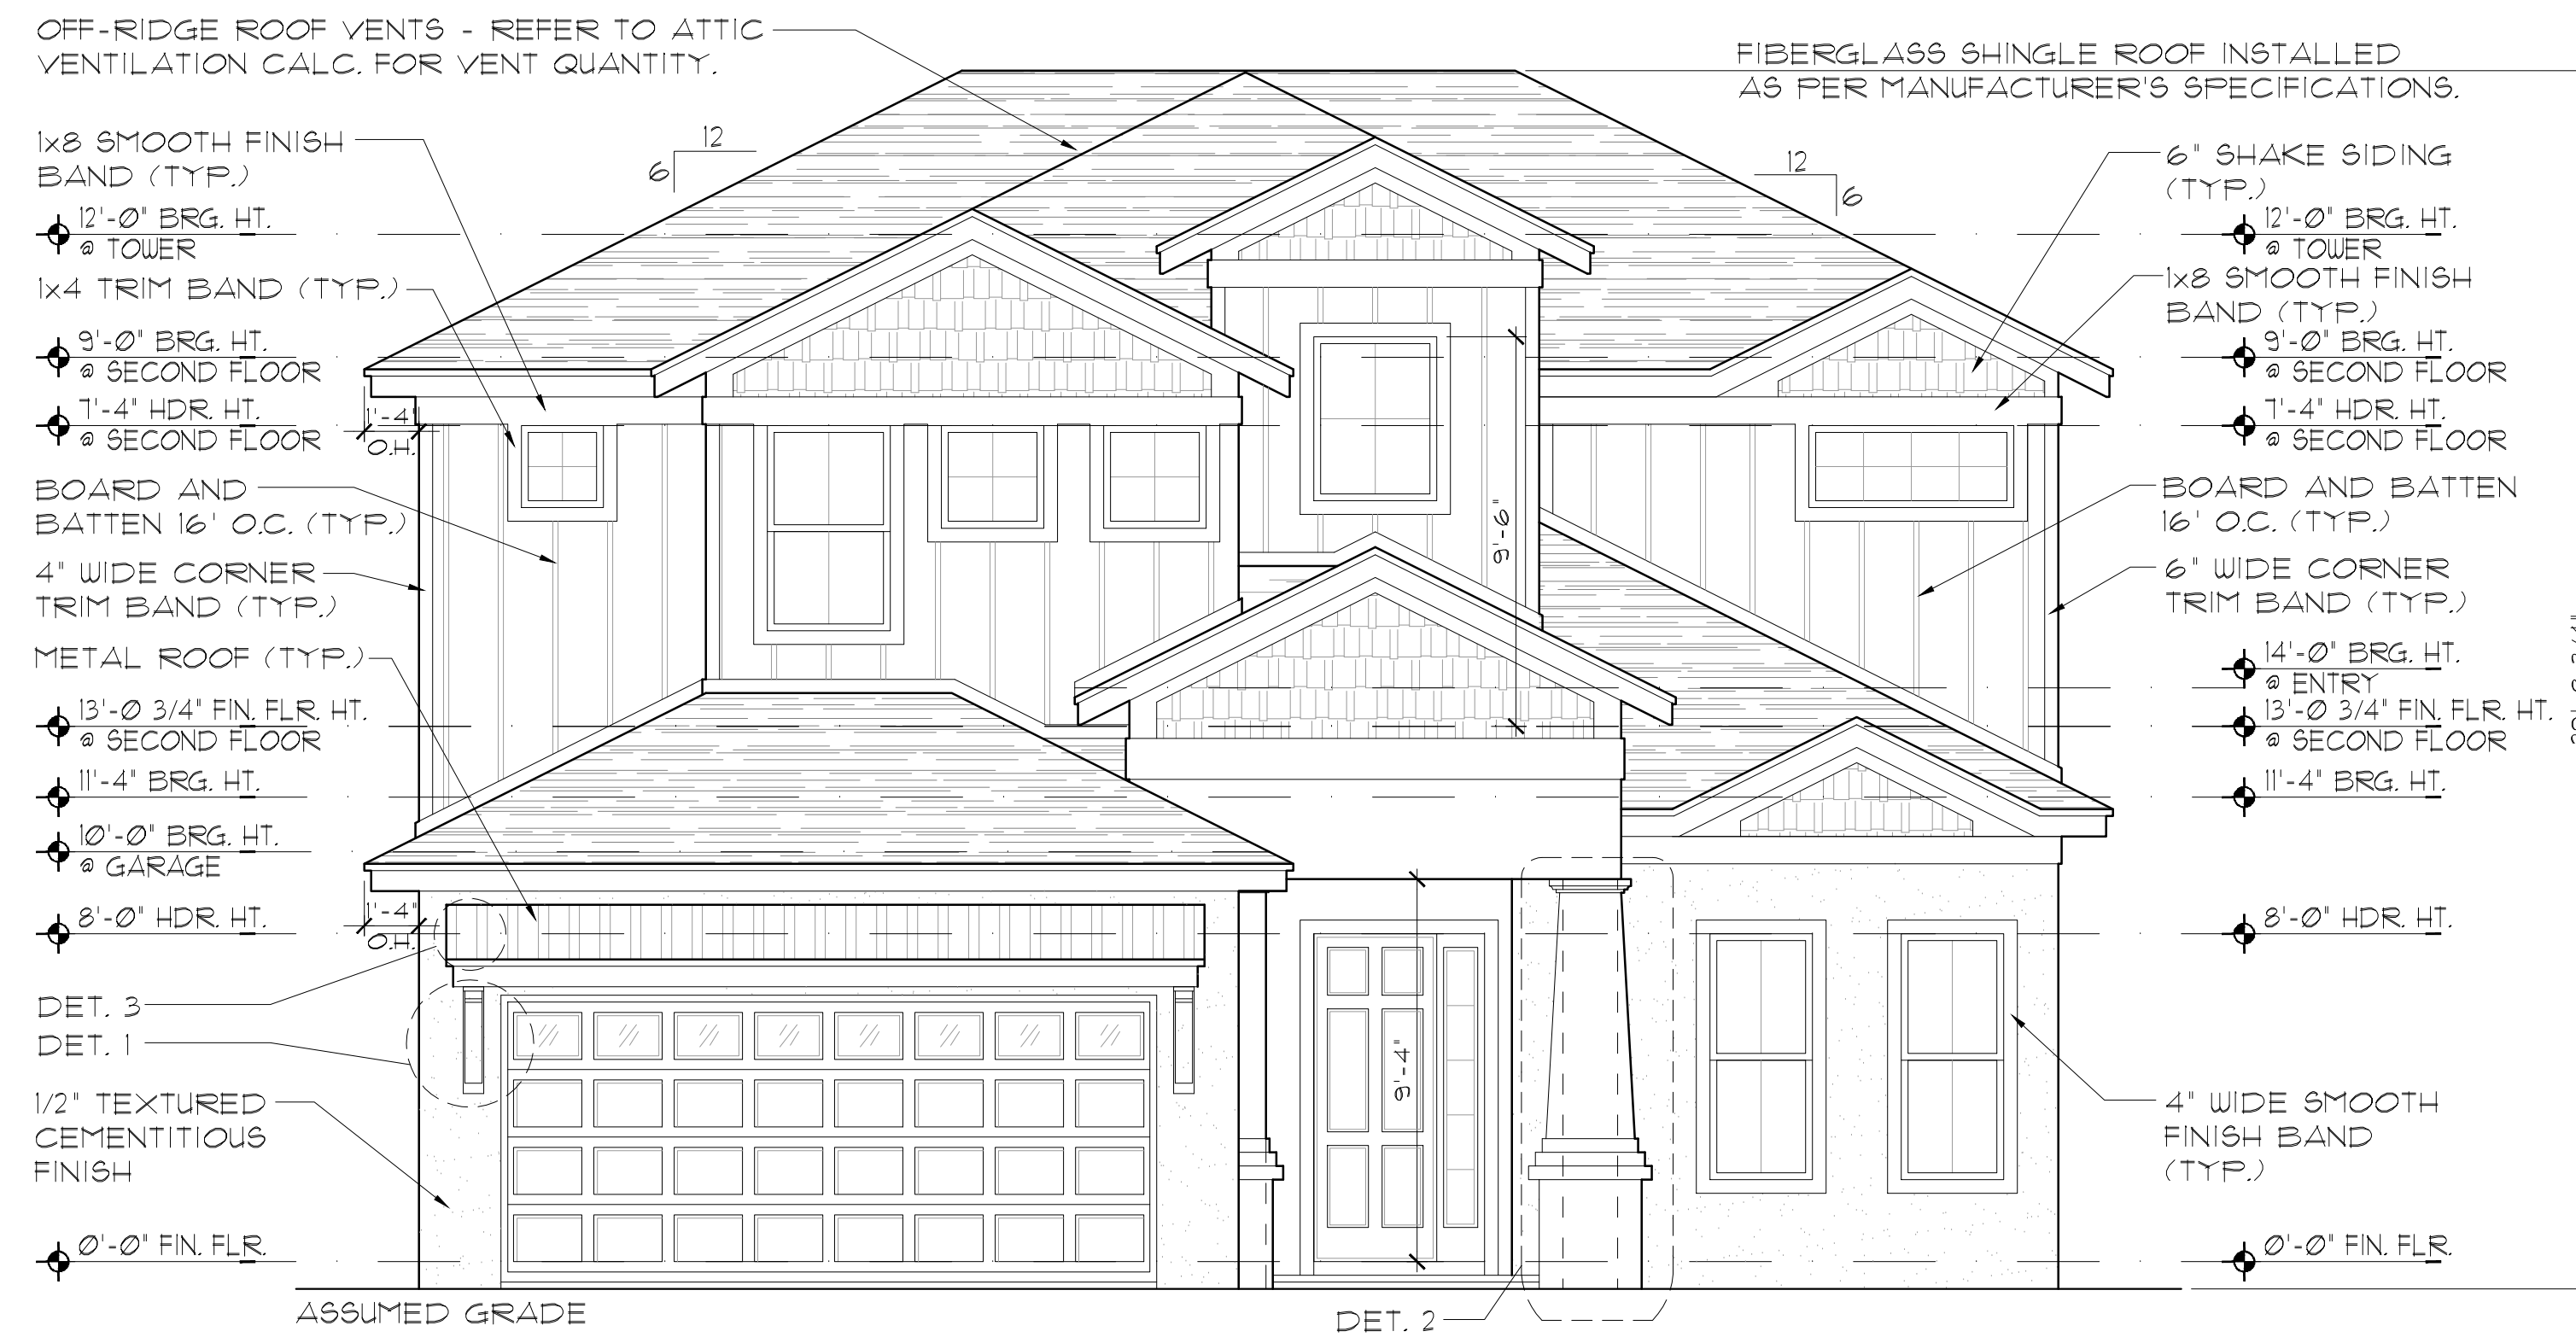 OFF-RIDGE ROOF VENTS - REFER TO ATTIC
VENTILATION CALC. FOR VENT QUANTITY.
1x8 SMOOTH FINISH
BAND (TYP.)
12'-0" BRG. HT.
@ TOWER
1x4 TRIM BAND (TYP.)
9'-0" BRG. HT.
@ SECOND FLOOR
7'-4" HDR. HT.
@ SECOND FLOOR
BOARD AND
BATTEN 16' O.C. (TYP.)
4" WIDE CORNER
TRIM BAND (TYP.)
METAL ROOF (TYP.)
13'-0 3/4" FIN. FLR. HT.
@ SECOND FLOOR
11'-4" BRG. HT.
10'-0" BRG. HT.
@ GARAGE
8'-0" HDR. HT.
DET. 3
DET. 1
1/2" TEXTURED
CEMENTITIOUS
FINISH
0'-0" FIN. FLR.
ASSUMED GRADE
12
6
1'-4"
O.H.
1'-4"
O.H.
9'-6"
9'-4"
DET. 2
12
6
FIBERGLASS SHINGLE ROOF INSTALLED
AS PER MANUFACTURER'S SPECIFICATIONS.
6" SHAKE SIDING
(TYP.)
12'-0" BRG. HT.
@ TOWER
1x8 SMOOTH FINISH
BAND (TYP.)
9'-0" BRG. HT.
@ SECOND FLOOR
7'-4" HDR. HT.
@ SECOND FLOOR
BOARD AND BATTEN
16' O.C. (TYP.)
6" WIDE CORNER
TRIM BAND (TYP.)
14'-0" BRG. HT.
@ ENTRY
13'-0 3/4" FIN. FLR. HT.
@ SECOND FLOOR
11'-4" BRG. HT.
8'-0" HDR. HT.
4" WIDE SMOOTH
FINISH BAND
(TYP.)
0'-0" FIN. FLR.